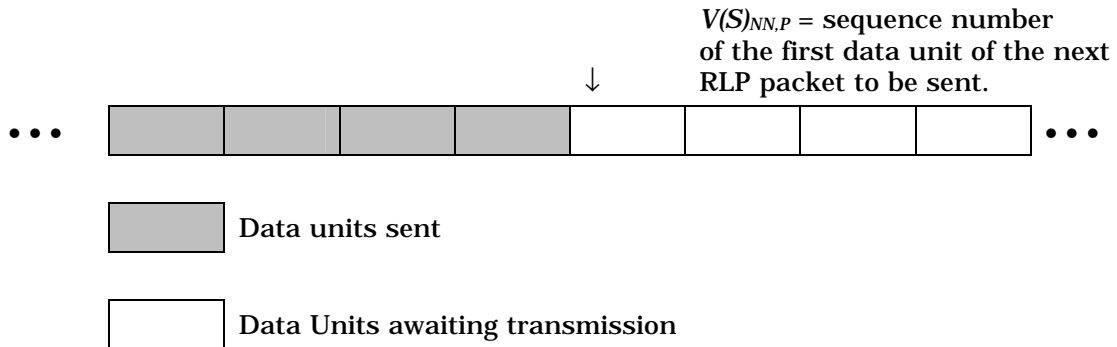 V(S)NN,P = sequence number
of the first data unit of the next
RLP packet to be sent.
↓
••• •••
Data units sent
Data Units awaiting transmission